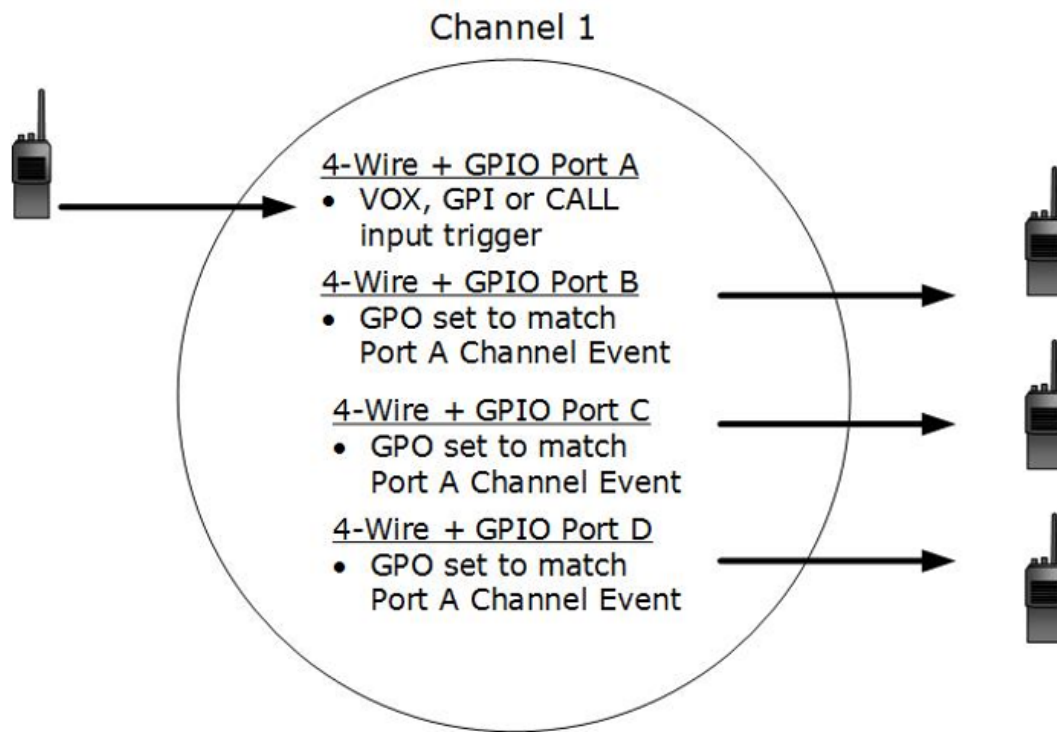 Channel 1
4-Wire + GPIO Port A
• VOX, GPI or CALL
input trigger
4-Wire + GPIO Port B
• GPO set to match
Port A Channel Event
4-Wire + GPIO Port C
• GPO set to match
Port A Channel Event
4-Wire + GPIO Port D
• GPO set to match
Port A Channel Event